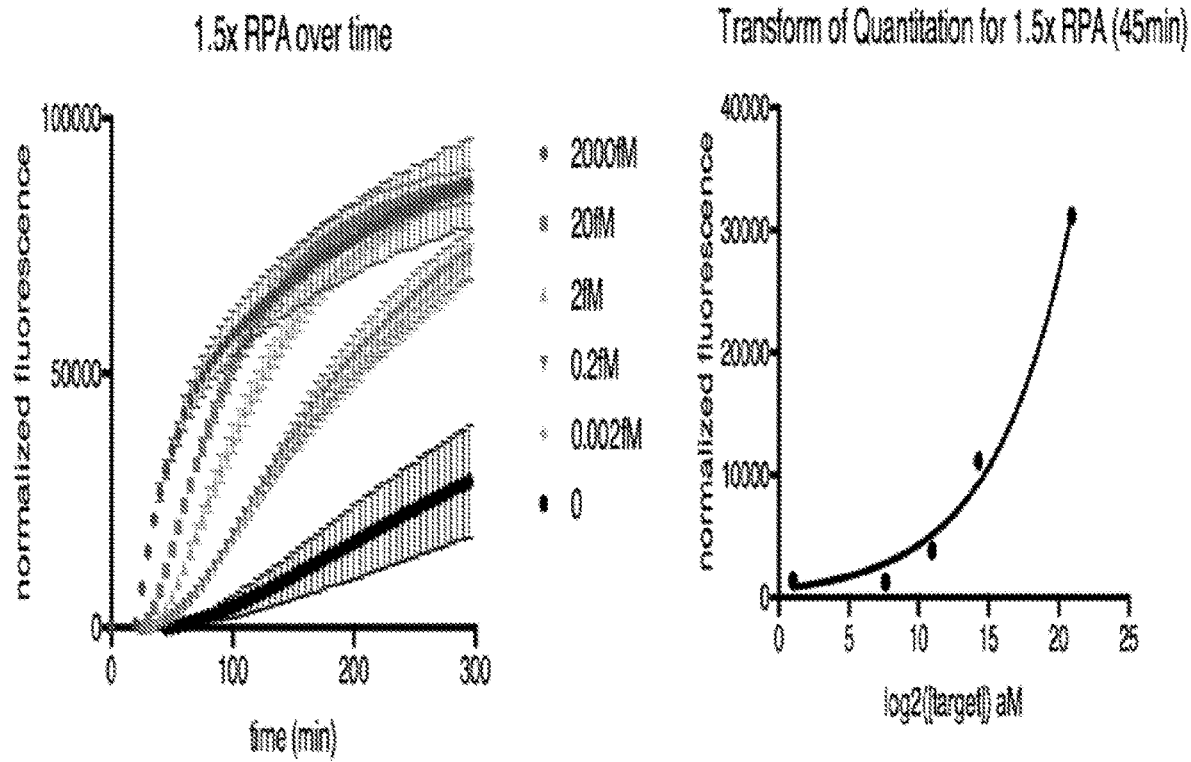 1.5x RPA over time
100000
50000
0
normalized fluorescence
0
100
200
300
time (min)
2000fM
20fM
2fM
0.2fM
0.002fM
0
Transform of Quantitation for 1.5x RPA (45min)
40000
30000
20000
10000
0
normalized fluorescence
0
5
10
15
20
25
log2([target]) aM